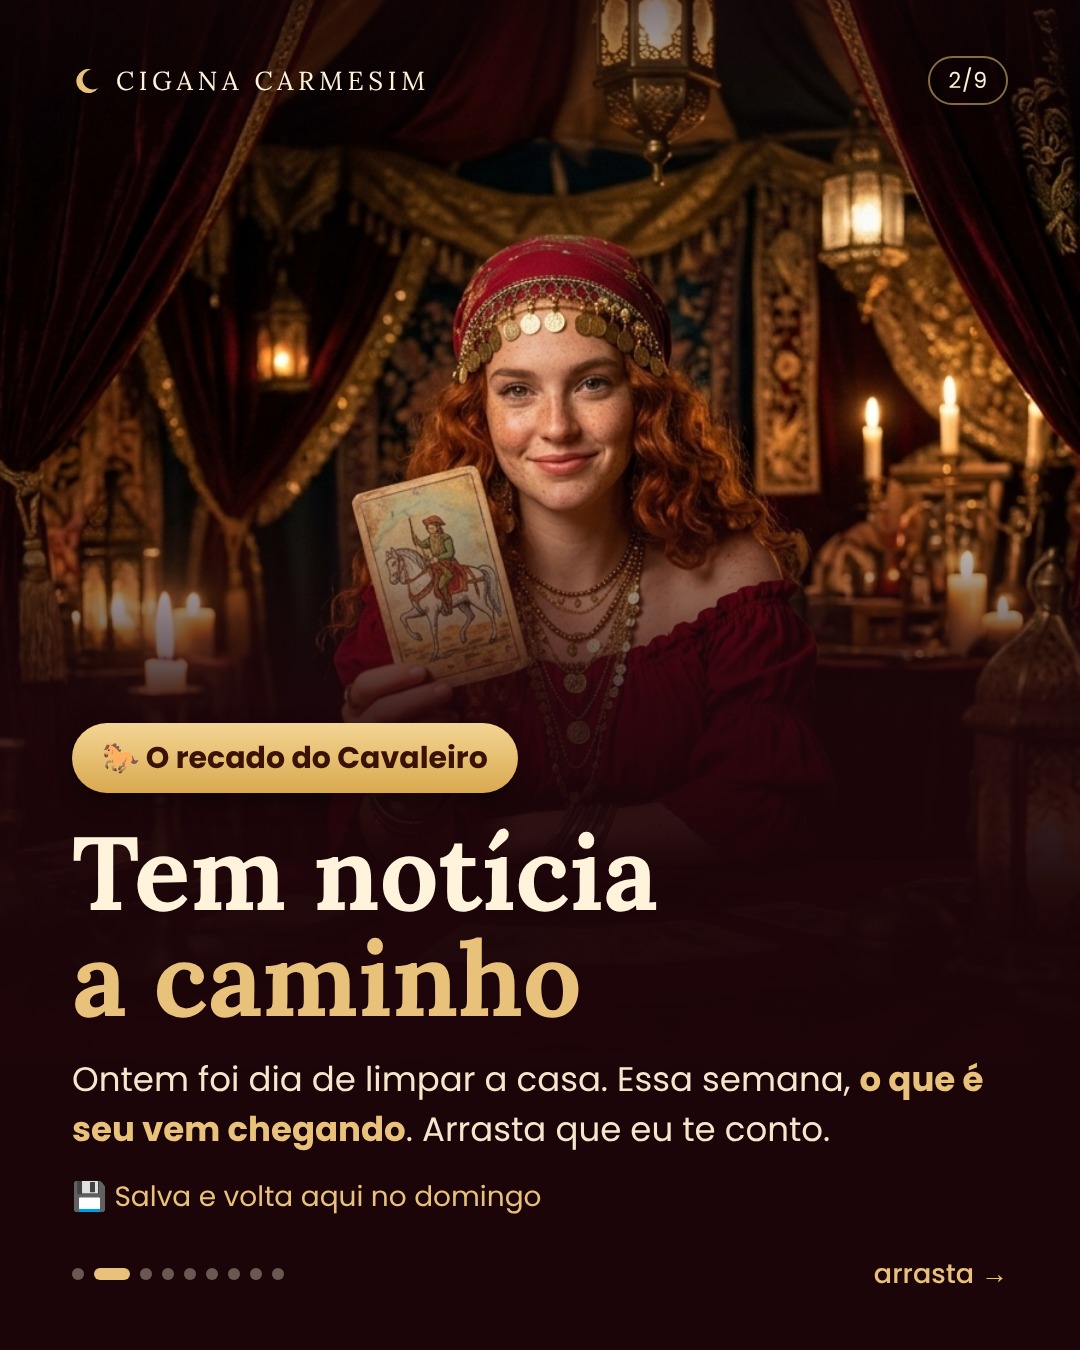 CIGANA CARMESIM
2/9
🐎 O recado do Cavaleiro
Tem notícia
a caminho
Ontem foi dia de limpar a casa. Essa semana, o que é
seu vem chegando. Arrasta que eu te conto.
💾 Salva e volta aqui no domingo
arrasta →